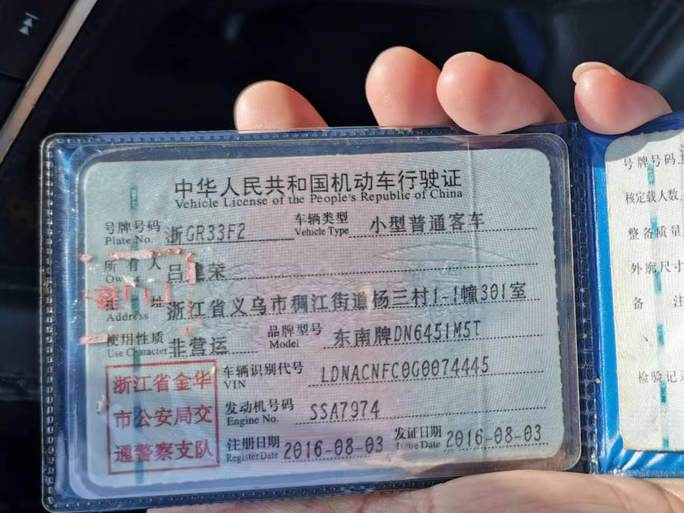 中华人民共和国机动车行驶证
Vehicle License of the People's Republic of China
号牌号码 浙GR33F2 车辆类型 小型普通客车
Plate No. Vehicle Type
所有人 吕 荣
住址 浙江省义乌市稠江街道杨三村1-1幢301室
Address
使用性质 非营运 品牌型号 东南牌DN6451M5T
Use Character Model
浙江省金华
市公安局交
通警察支队
车辆识别代号 LDNACNFC0G0074445
VIN
发动机号码 SSA7974
Engine No.
注册日期 2016-08-03 发证日期 2016-08-03
Register Date Issue Date
号牌号码
核定载人数
整备质量
外廓尺寸
备 注
检验记录